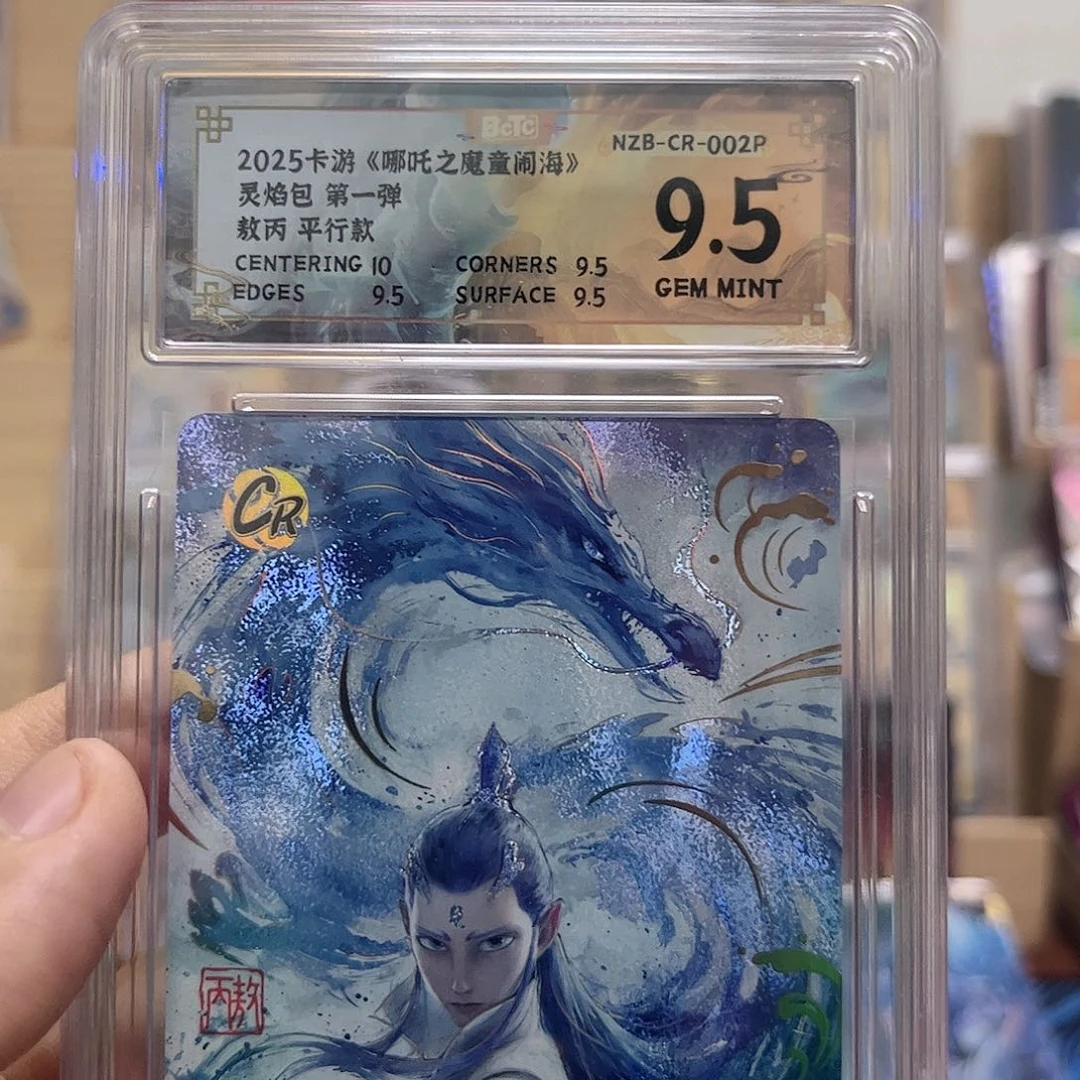 BCTC
NZB-CR-002P
2025卡游《哪吒之魔童闹海》
灵焰包 第一弹
敖丙 平行款
9.5
CENTERING 10 CORNERS 9.5
EDGES 9.5 SURFACE 9.5
GEM MINT
CR
敖丙